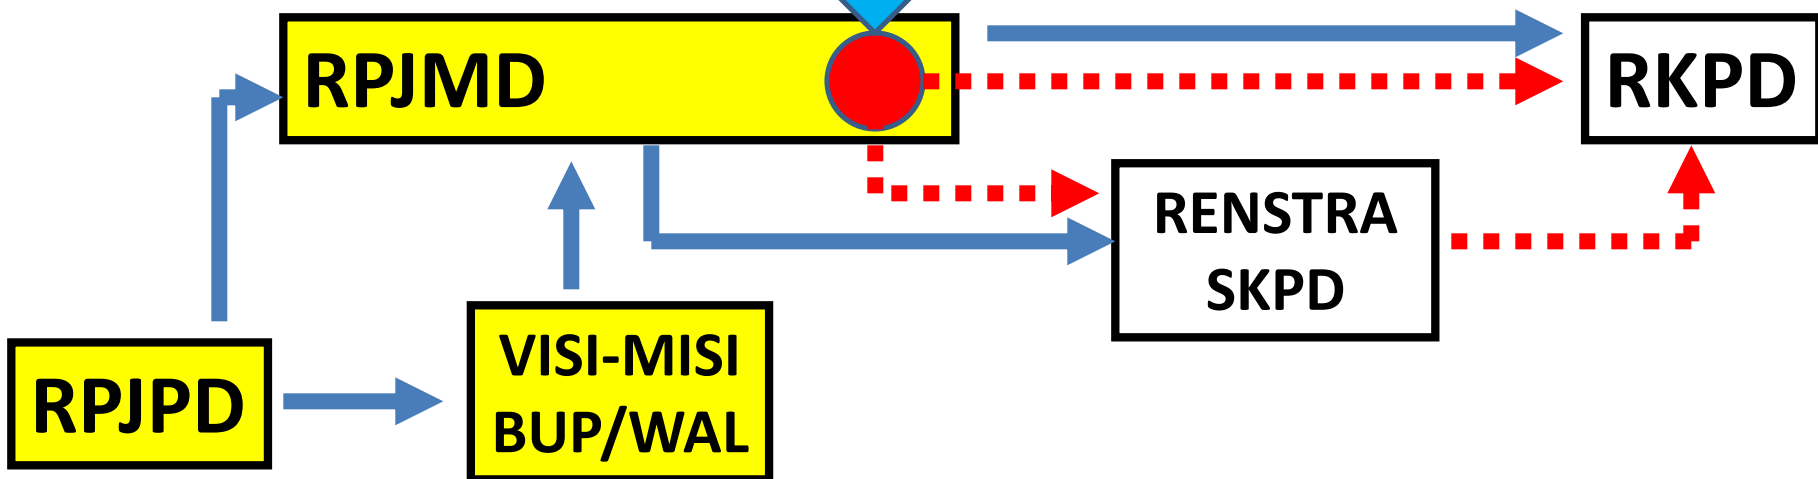 RPJMD
RKPD
RENSTRA
SKPD
VISI-MISI
BUP/WAL
RPJPD